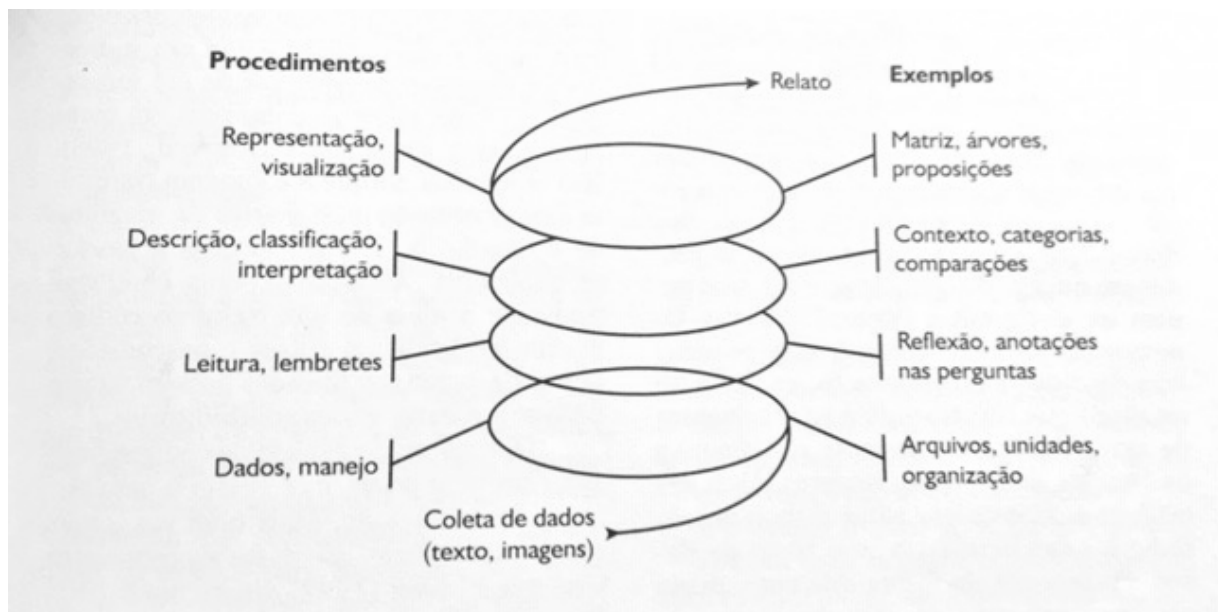 Procedimentos
Exemplos
Relato
Representação,
visualização
Matriz, árvores,
proposições
Descrição, classificação,
interpretação
Contexto, categorias,
comparações
Leitura, lembretes
Reflexão, anotações
nas perguntas
Dados, manejo
Arquivos, unidades,
organização
Coleta de dados
(texto, imagens)